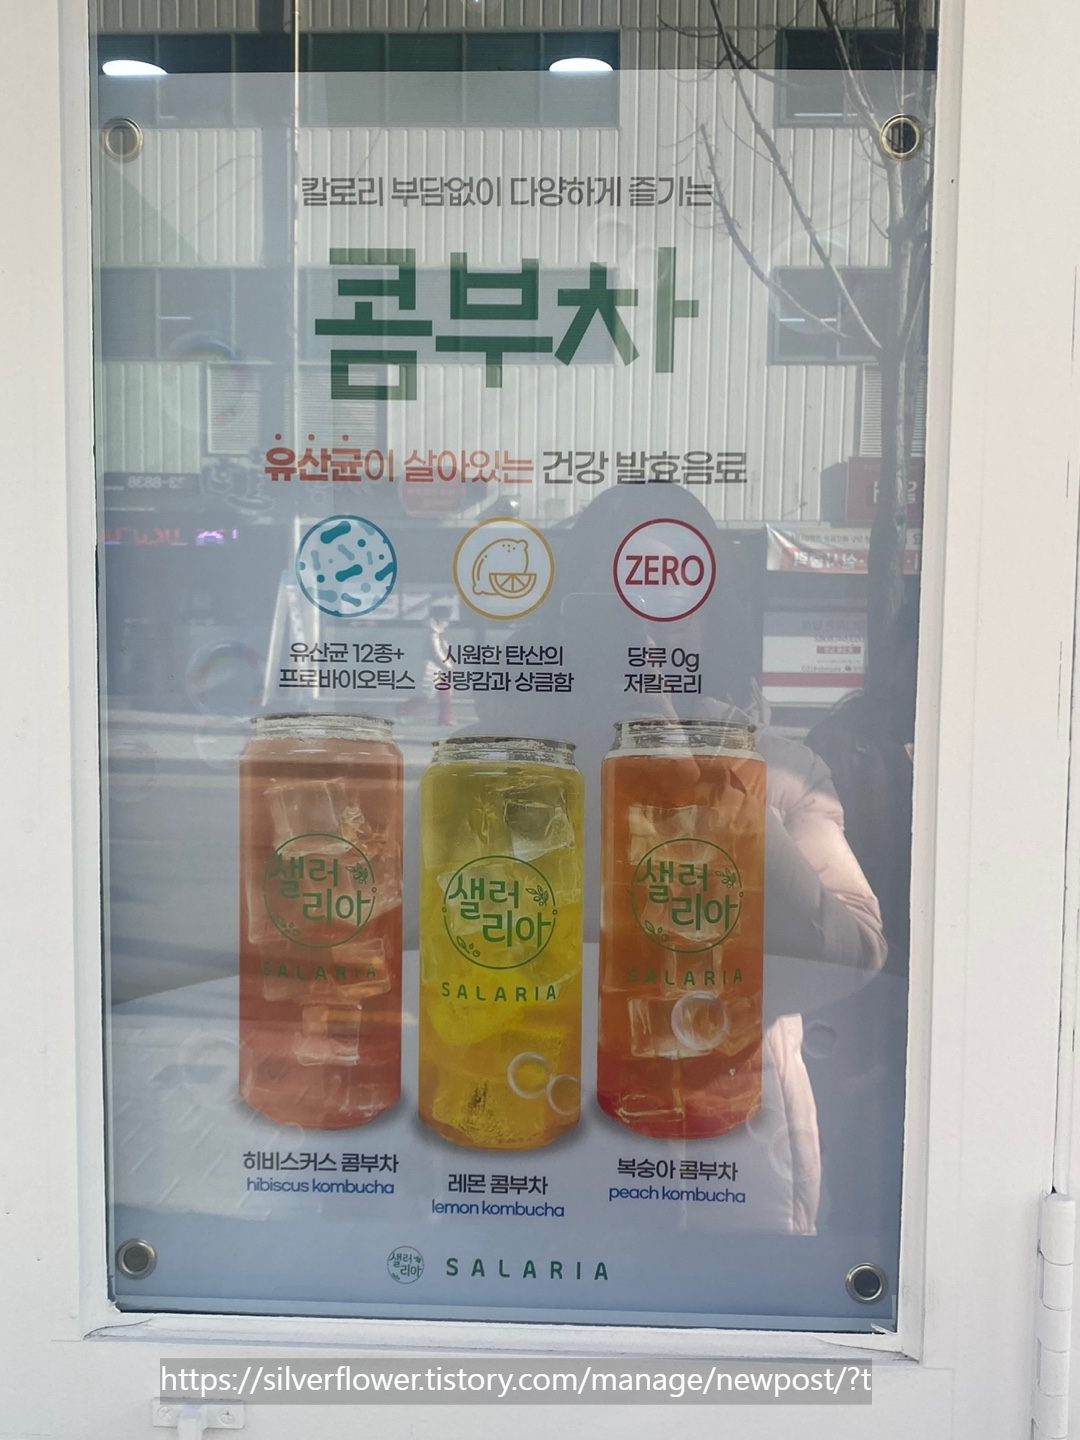 칼로리 부담없이 다양하게 즐기는
콤부차
유산균이 살아있는 건강 발효음료
ZERO
유산균 12종+
프로바이오틱스
시원한 탄산의
청량감과 상큼함
당류 0g
저칼로리
샐러
리아
SALARIA
샐러
리아
SALARIA
샐러
리아
SALARIA
히비스커스 콤부차
hibiscus kombucha
레몬 콤부차
lemon kombucha
복숭아 콤부차
peach kombucha
샐러
리아
SALARIA
https://silverflower.tistory.com/manage/newpost/?t